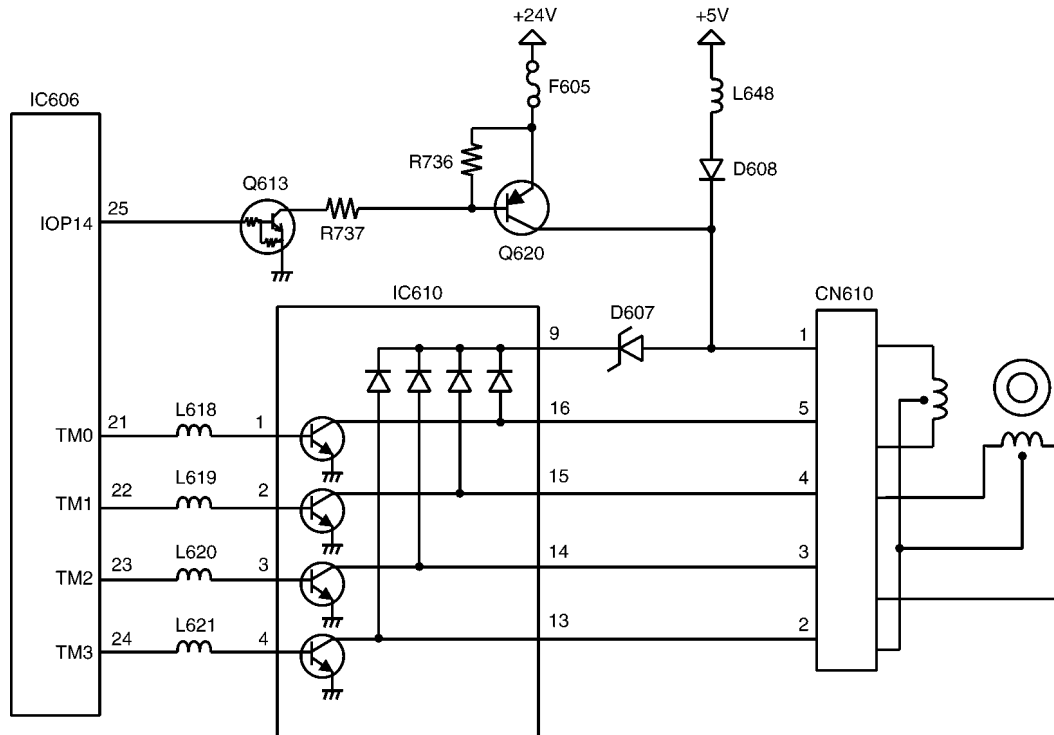 +24V
+5V
F605
L648
IC606
R736
D608
Q613
25
IOP14
R737
Q620
IC610
D607
CN610
9
1
L618
16
5
TM0
21
1
L619
15
4
TM1
22
2
L620
14
3
TM2
23
3
L621
13
2
TM3
24
4